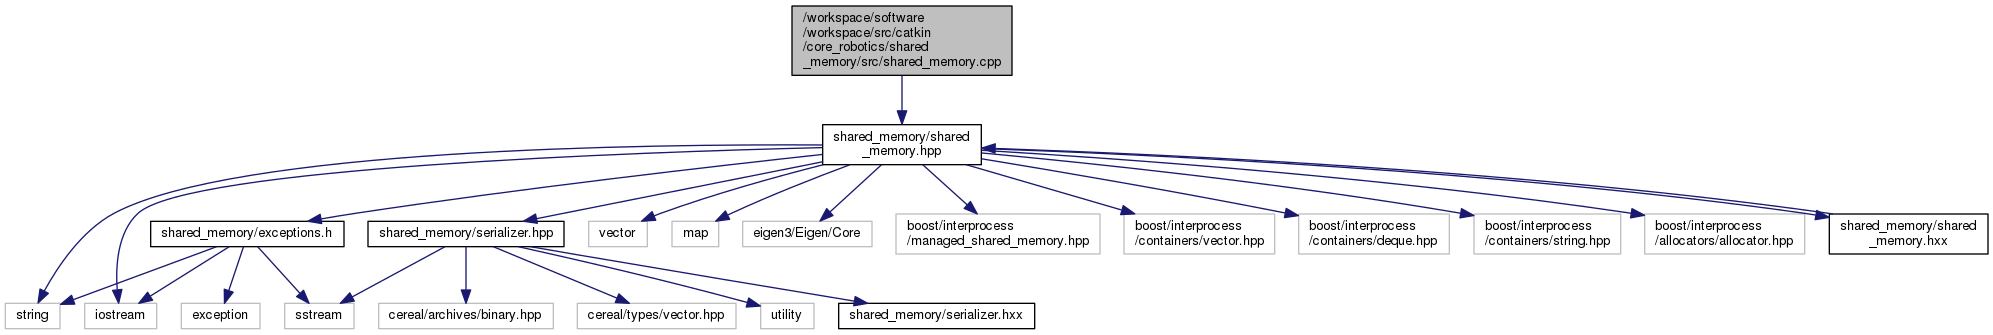 /workspace/software
/workspace/src/catkin
/core_robotics/shared
_memory/src/shared_memory.cpp
shared_memory/shared
_memory.hpp
shared_memory/exceptions.h
shared_memory/serializer.hpp
vector
map
eigen3/Eigen/Core
boost/interprocess
/managed_shared_memory.hpp
boost/interprocess
/containers/vector.hpp
boost/interprocess
/containers/deque.hpp
boost/interprocess
/containers/string.hpp
boost/interprocess
/allocators/allocator.hpp
shared_memory/shared
_memory.hxx
string
iostream
exception
sstream
cereal/archives/binary.hpp
cereal/types/vector.hpp
utility
shared_memory/serializer.hxx